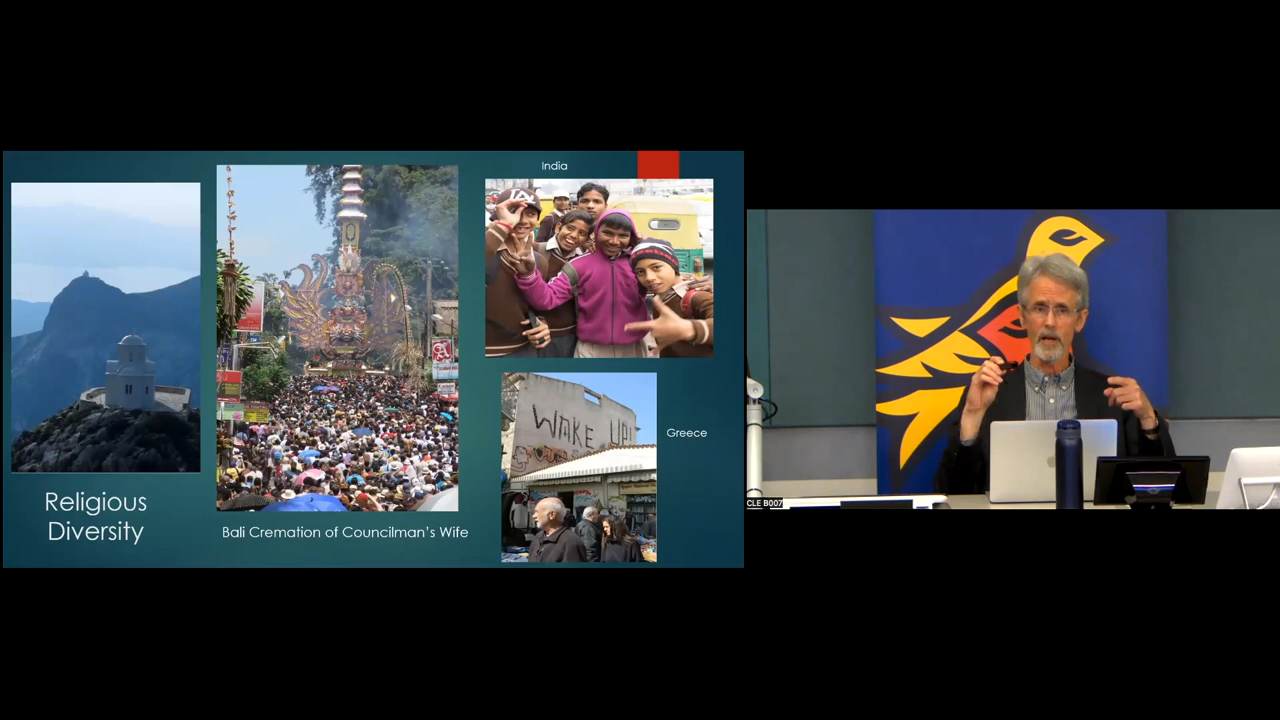 India
WAKE UP!
Greece
Religious
Diversity
Bali Cremation of Councilman's Wife
CLE B007